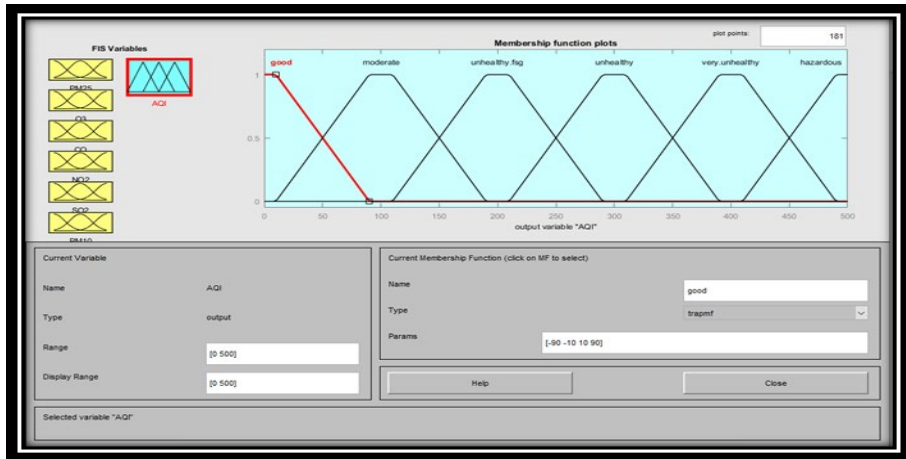 FIS Variables
PM25
O3
CO
NO2
SO2
PM10
AQI
Membership function plots
plot points:
181
good
moderate
unhealthy.fsg
unhealthy
very.unhealthy
hazardous
1
0.5
0
0
50
100
150
200
250
300
350
400
450
500
output variable "AQI"
Current Variable
Name
AQI
Type
output
Range
[0 500]
Display Range
[0 500]
Current Membership Function (click on MF to select)
Name
good
Type
trapmf
Params
[-90 -10 10 90]
Help
Close
Selected variable "AQI"